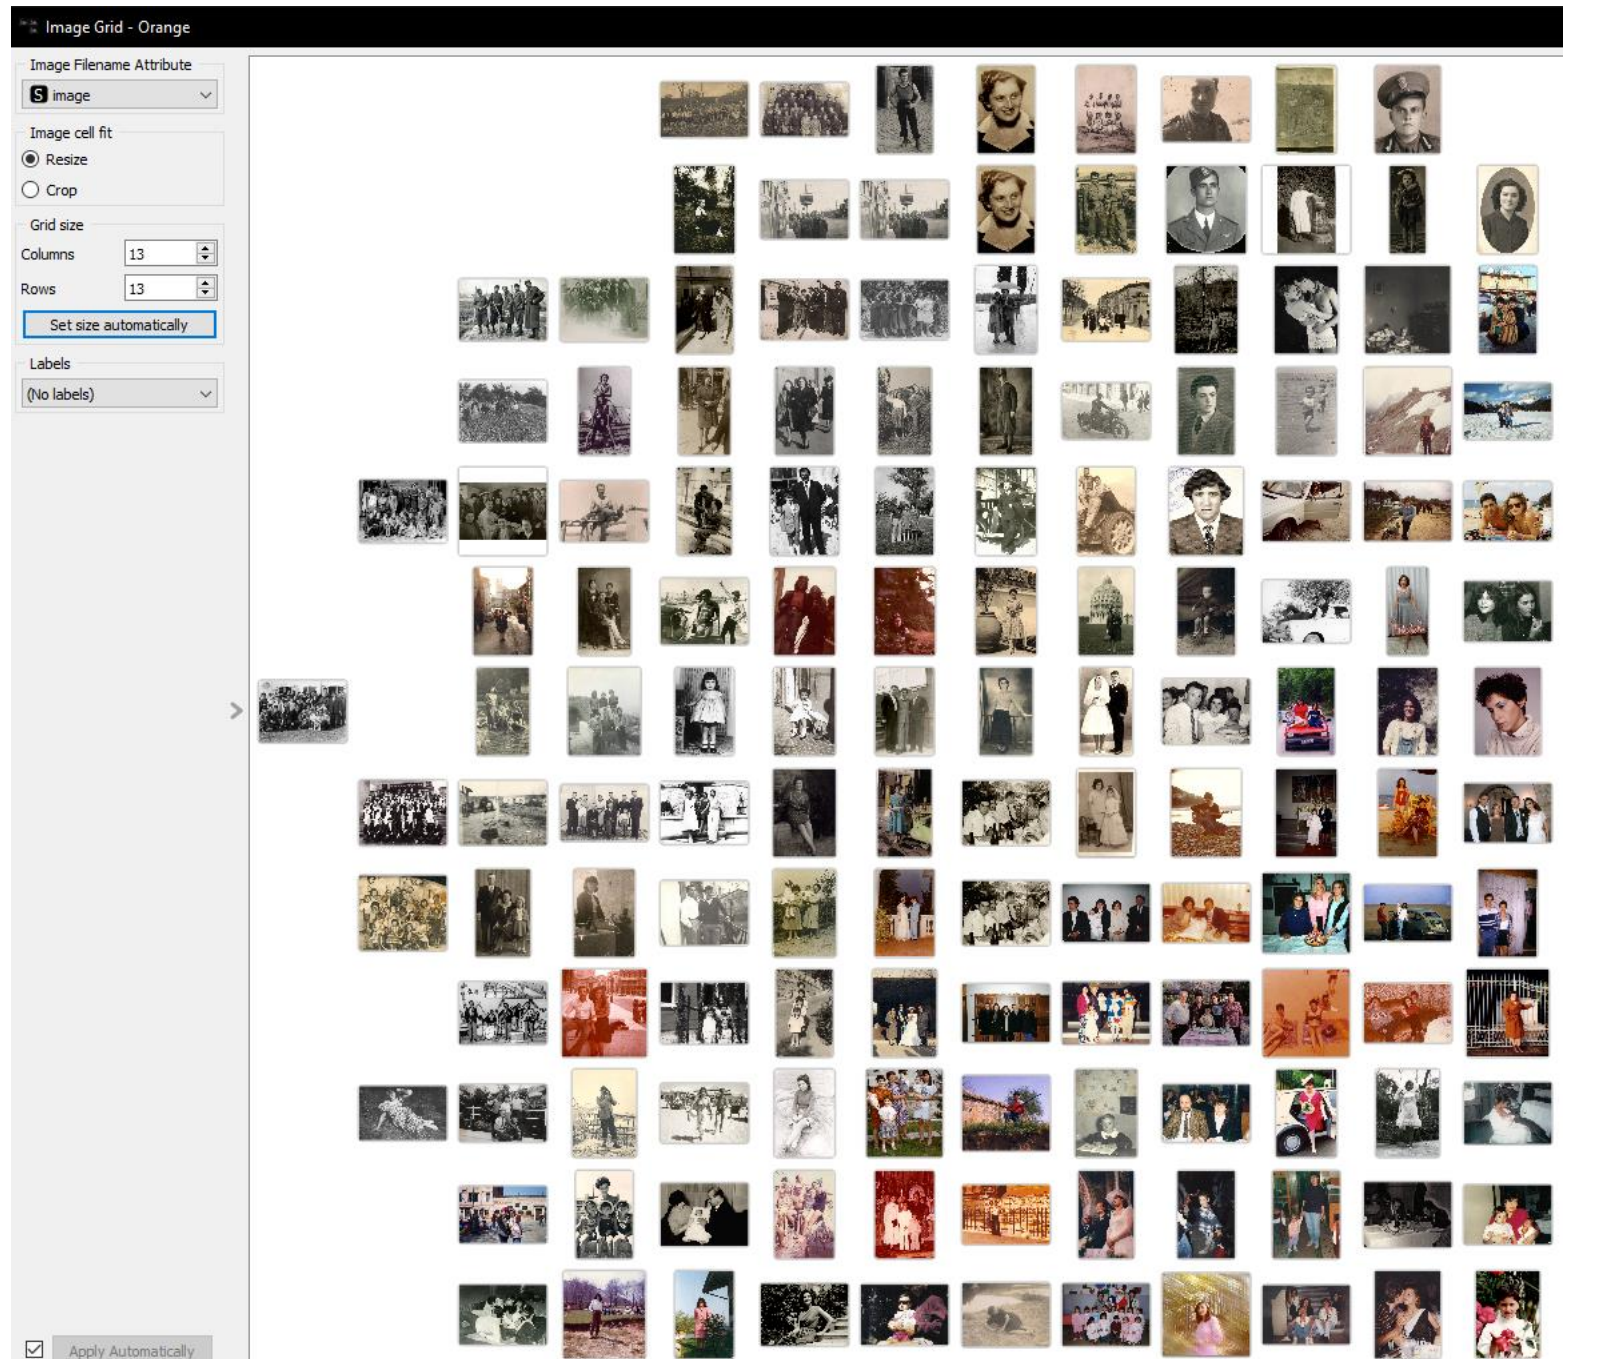 Image Grid - Orange
Image Filename Attribute
S image
Image cell fit
Resize
Crop
Grid size
Columns 13
Rows 13
Set size automatically
Labels
(No labels)
Apply Automatically